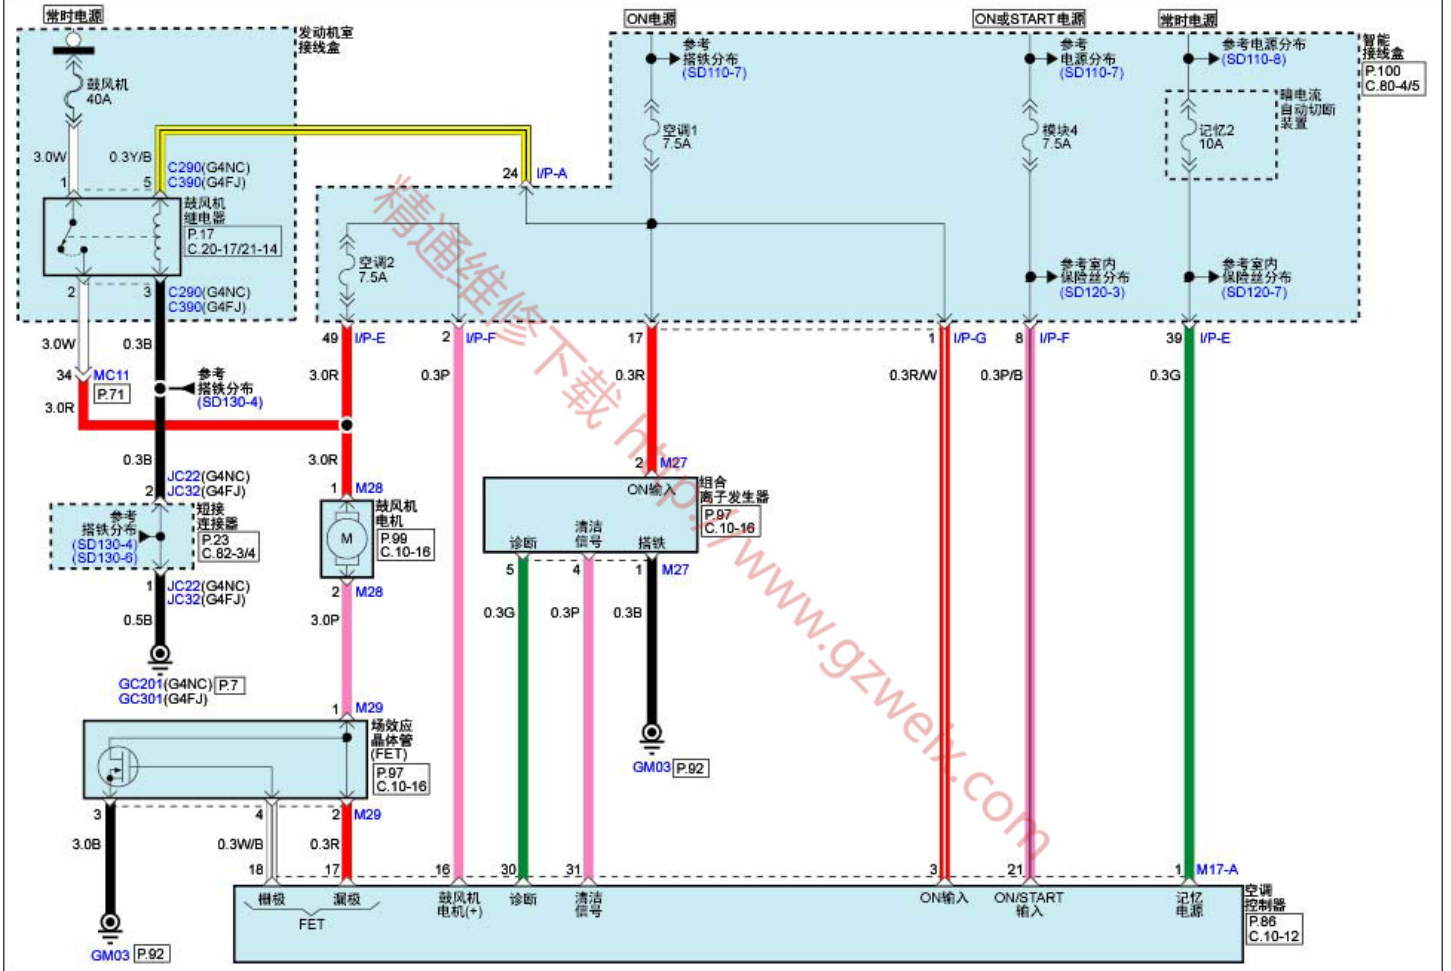 常时电源
ON电源
ON或START电源
常时电源
发动机室
接线盒
鼓风机
40A
参考
搭铁分布
(SD110-7)
参考
电源分布
(SD110-7)
参考电源分布
(SD110-8)
智能
接线盒
P.100
C.80-4/5
暗电流
自动切断
装置
空调1
7.5A
模块4
7.5A
记忆2
10A
3.0W
0.3Y/B
C290(G4NC)
C390(G4FJ)
1
5
24
I/P-A
鼓风机
继电器
P.17
C.20-17/21-14
空调2
7.5A
参考室内
保险丝分布
(SD120-3)
参考室内
保险丝分布
(SD120-7)
2
3
C290(G4NC)
C390(G4FJ)
3.0W
0.3B
49
I/P-E
2
I/P-F
17
1
I/P-G
8
I/P-F
39
I/P-E
34
MC11
P.71
参考
搭铁分布
(SD130-4)
3.0R
0.3P
0.3R
0.3R/W
0.3P/B
0.3G
3.0R
0.3B
3.0R
JC22(G4NC)
2
JC32(G4FJ)
1
M28
2
M27
参考
搭铁分布
(SD130-4)
(SD130-6)
短接
连接器
P.23
C.82-3/4
鼓风机
电机
P.99
C.10-16
M
ON输入
组合
离子发生器
P.97
C.10-16
诊断
清洁
信号
搭铁
1
JC22(G4NC)
JC32(G4FJ)
2
M28
5
4
1
M27
0.5B
3.0P
0.3G
0.3P
0.3B
GC201(G4NC)
P.7
GC301(G4FJ)
1
M29
场效应
晶体管
(FET)
P.97
C.10-16
GM03
P.92
3
4
2
M29
3.0B
0.3W/B
0.3R
18
17
16
30
31
3
21
1
M17-A
栅极
漏极
FET
鼓风机
电机(+)
诊断
清洁
信号
ON输入
ON/START
输入
记忆
电源
空调
控制器
P.86
C.10-12
GM03
P.92
精通维修下载 http://www.gzweix.com